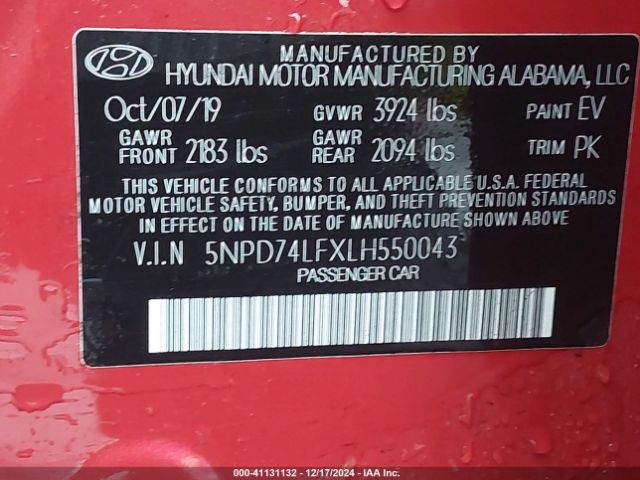 MANUFACTURED BY
HYUNDAI MOTOR MANUFACTURING ALABAMA, LLC
Oct/07/19 GVWR 3924 lbs PAINT EV
GAWR FRONT 2183 lbs GAWR REAR 2094 lbs TRIM PK
THIS VEHICLE CONFORMS TO ALL APPLICABLE U.S.A. FEDERAL
MOTOR VEHICLE SAFETY, BUMPER, AND THEFT PREVENTION STANDARDS
IN EFFECT ON THE DATE OF MANUFACTURE SHOWN ABOVE
V.I.N 5NPD74LFXLH550043
PASSENGER CAR
000-41131132 - 12/17/2024 - IAA Inc.